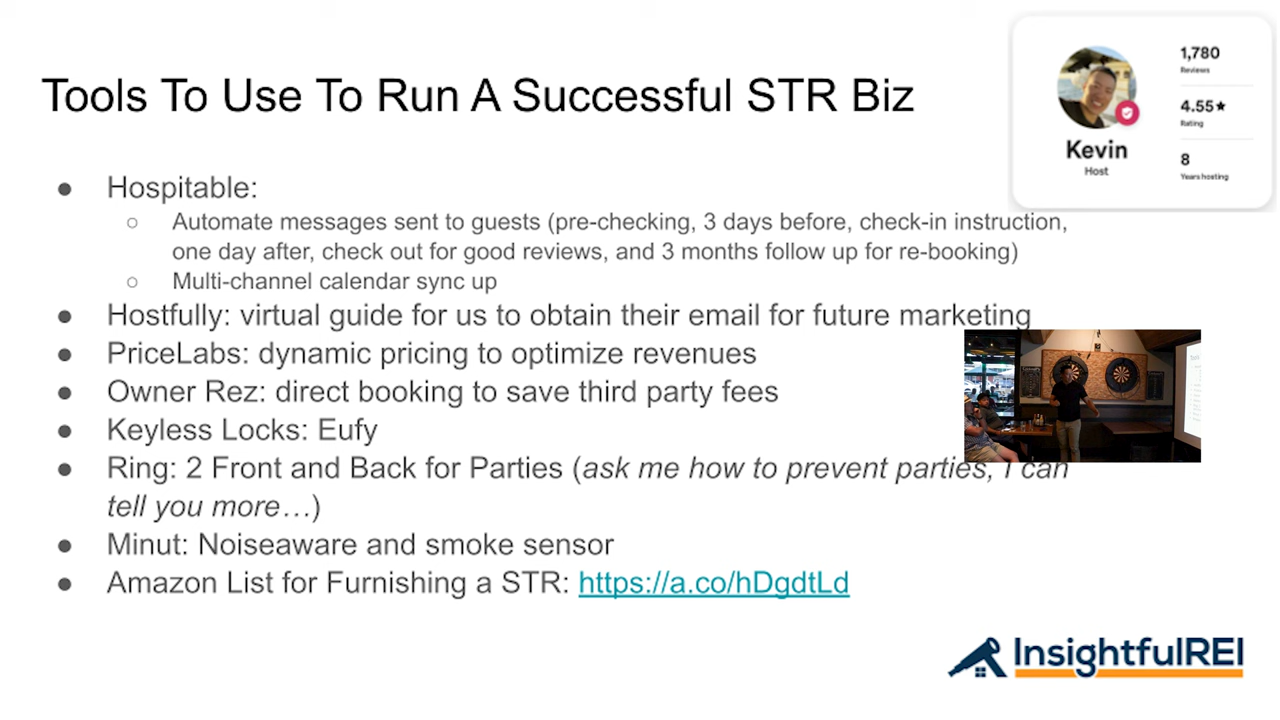 Tools To Use To Run A Successful STR Biz
1,780
Reviews
4.55★
Rating
8
Years hosting
Kevin
Host
● Hospitable:
○ Automate messages sent to guests (pre-checking, 3 days before, check-in instruction,
one day after, check out for good reviews, and 3 months follow up for re-booking)
○ Multi-channel calendar sync up
● Hostfully: virtual guide for us to obtain their email for future marketing
● PriceLabs: dynamic pricing to optimize revenues
● Owner Rez: direct booking to save third party fees
● Keyless Locks: Eufy
● Ring: 2 Front and Back for Parties (ask me how to prevent parties, I can
tell you more…)
● Minut: Noiseaware and smoke sensor
● Amazon List for Furnishing a STR: https://a.co/hDgdtLd
InsightfulREI